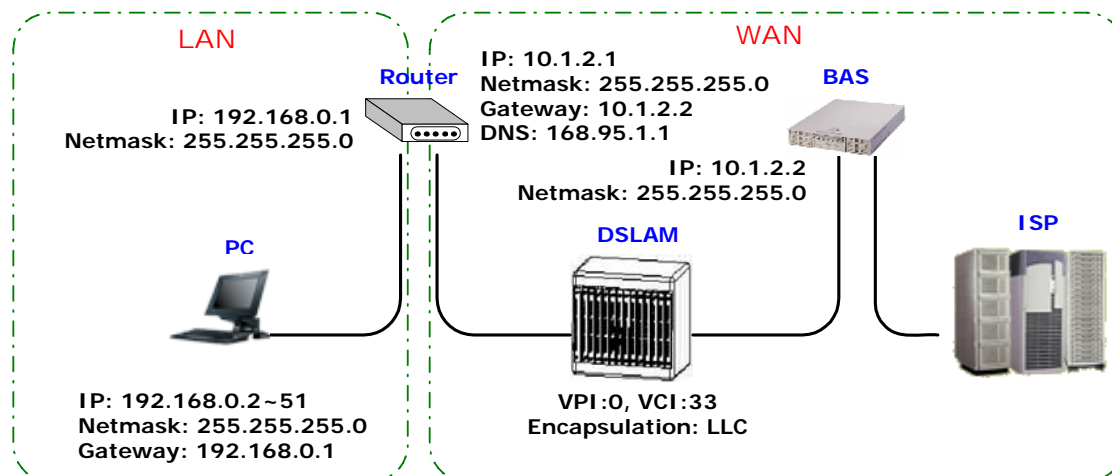 LAN
WAN
Router
IP: 10.1.2.1
Netmask: 255.255.255.0
Gateway: 10.1.2.2
DNS: 168.95.1.1
BAS
IP: 192.168.0.1
Netmask: 255.255.255.0
IP: 10.1.2.2
Netmask: 255.255.255.0
ISP
DSLAM
PC
IP: 192.168.0.2~51
Netmask: 255.255.255.0
Gateway: 192.168.0.1
VPI:0, VCI:33
Encapsulation: LLC